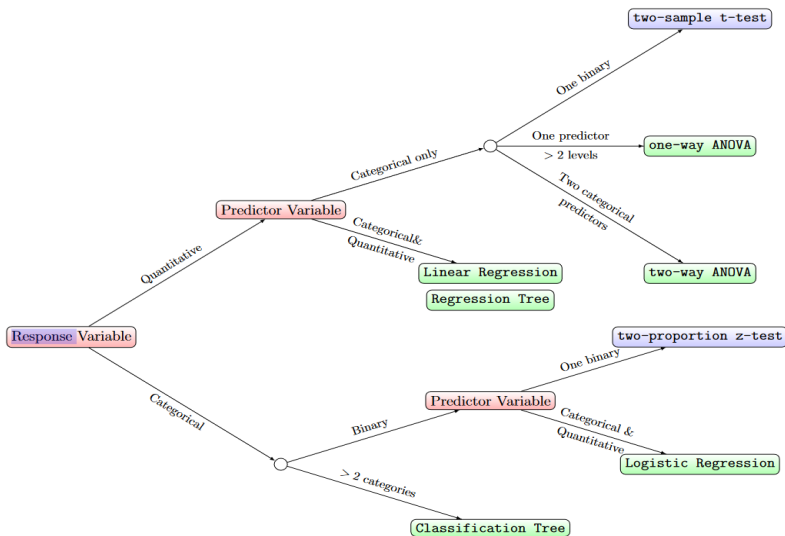 two-sample t-test
One binary
One predictor
> 2 levels
one-way ANOVA
Categorical only
Two categorical
predictors
Predictor Variable
Categorical&
Quantitative
Quantitative
Linear Regression
two-way ANOVA
Regression Tree
Response Variable
two-proportion z-test
One binary
Predictor Variable
Categorical
Binary
Categorical &
Quantitative
Logistic Regression
> 2 categories
Classification Tree